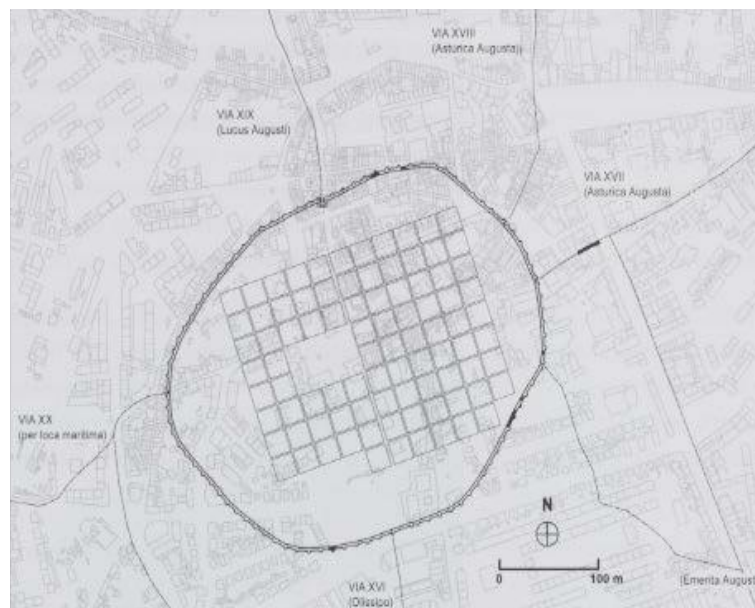 VIA XVIII
(Asturica Augusta)
VIA XIX
(Lucus Augusti)
VIA XVII
(Asturica Augusta)
VIA XX
(per loca maritima)
N
0 100 m
VIA XVI
(Olissipo)
(Emerita August